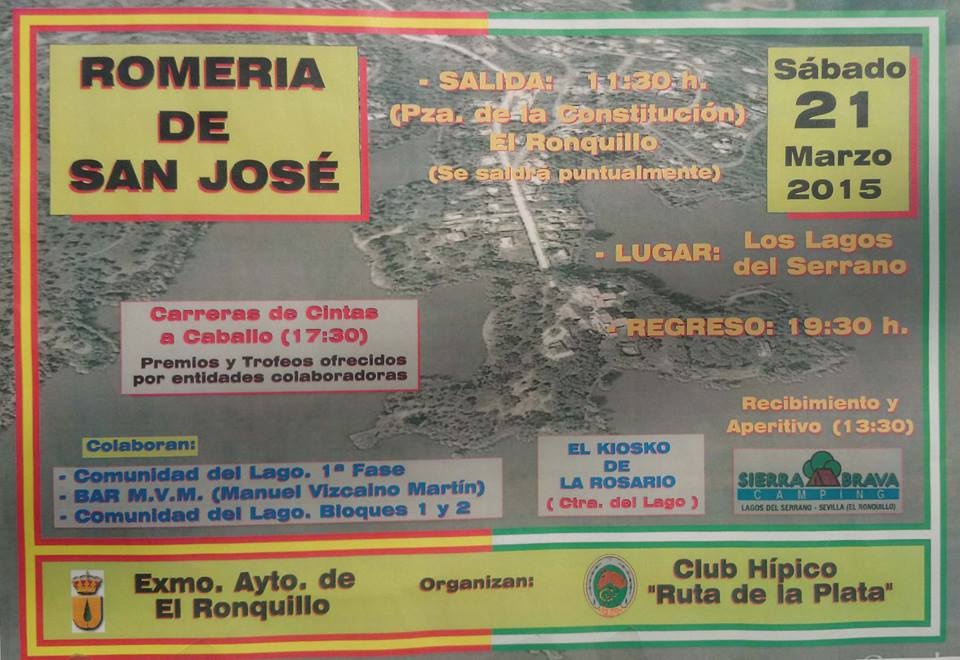 ROMERIA
DE
SAN JOSÉ
- SALIDA: 11:30 h.
(Pza. de la Constitución)
El Ronquillo
(Se saldrá puntualmente)
Sábado
21
Marzo
2015
- LUGAR: Los Lagos
del Serrano
- REGRESO: 19:30 h.
Carreras de Cintas
a Caballo (17:30)
Premios y Trofeos ofrecidos
por entidades colaboradoras
Recibimiento y
Aperitivo (13:30)
Colaboran:
- Comunidad del Lago. 1ª Fase
- BAR M.V.M. (Manuel Vizcaino Martín)
- Comunidad del Lago. Bloques 1 y 2
EL KIOSKO
DE
LA ROSARIO
( Ctra. del Lago )
SIERRA BRAVA
CAMPING
LAGOS DEL SERRANO - SEVILLA (EL RONQUILLO)
Exmo. Ayto. de
El Ronquillo
Organizan:
Club Hípico
"Ruta de la Plata"